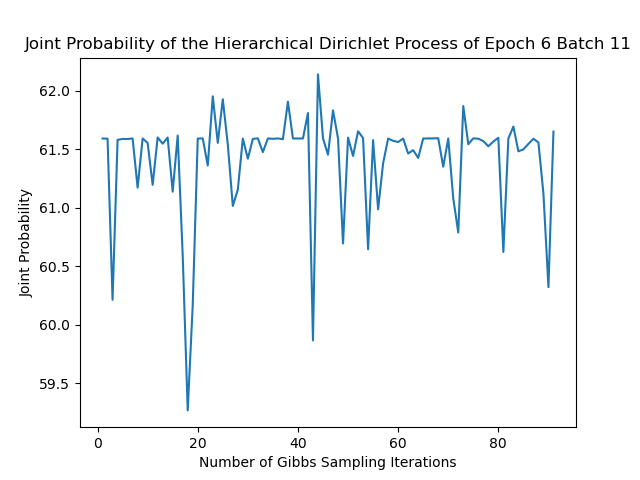 Joint Probability of the Hierarchical Dirichlet Process of Epoch 6 Batch 11
62.0
61.5
61.0
60.5
60.0
59.5
Joint Probability
0 20 40 60 80
Number of Gibbs Sampling Iterations